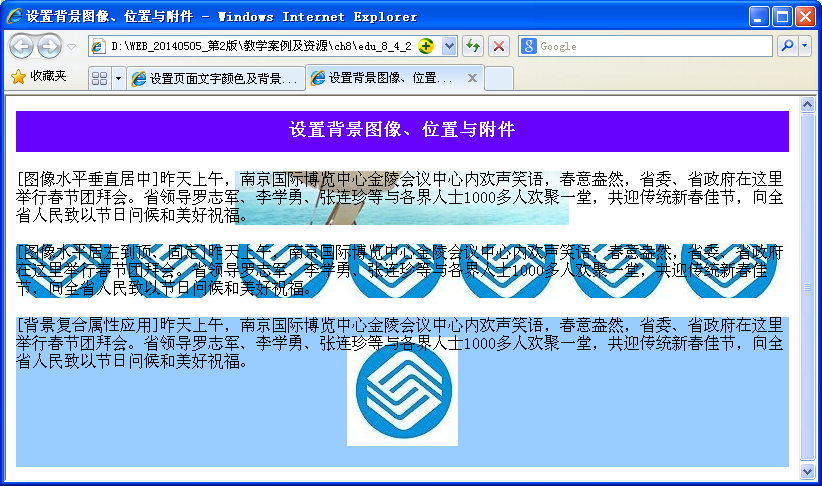 设置背景图像、位置与附件 - Windows Internet Explorer
D:\WEB_20140505_第2版\教学案例及资源\ch8\edu_8_4_2
Google
收藏夹
设置页面文字颜色及背景...
设置背景图像、位置...
设置背景图像、位置与附件
[图像水平垂直居中]昨天上午，南京国际博览中心金陵会议中心内欢声笑语，春意盎然，省委、省政府在这里
举行春节团拜会。省领导罗志军、李学勇、张连珍等与各界人士1000多人欢聚一堂，共迎传统新春佳节，向全
省人民致以节日问候和美好祝福。
[图像水平居左到顶、固定]昨天上午，南京国际博览中心金陵会议中心内欢声笑语，春意盎然，省委、省政府
在这里举行春节团拜会。省领导罗志军、李学勇、张连珍等与各界人士1000多人欢聚一堂，共迎传统新春佳
节，向全省人民致以节日问候和美好祝福。
[背景复合属性应用]昨天上午，南京国际博览中心金陵会议中心内欢声笑语，春意盎然，省委、省政府在这里
举行春节团拜会。省领导罗志军、李学勇、张连珍等与各界人士1000多人欢聚一堂，共迎传统新春佳节，向全
省人民致以节日问候和美好祝福。